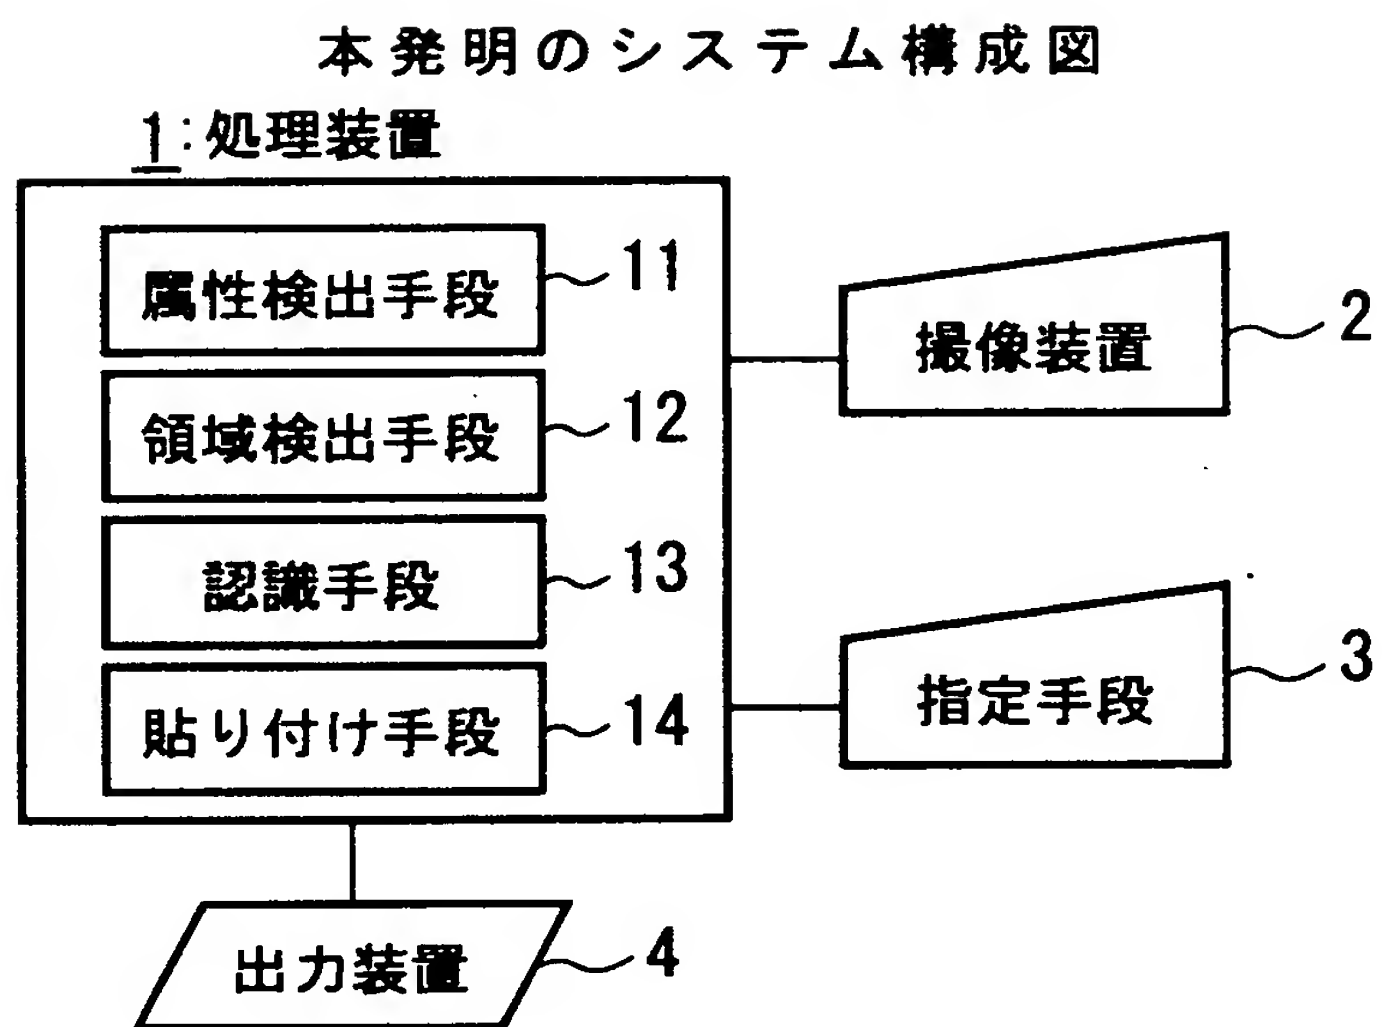 本発明のシステム構成図
1:処理装置
属性検出手段 11
領域検出手段 12
認識手段 13
貼り付け手段 14
撮像装置 2
指定手段 3
出力装置 4